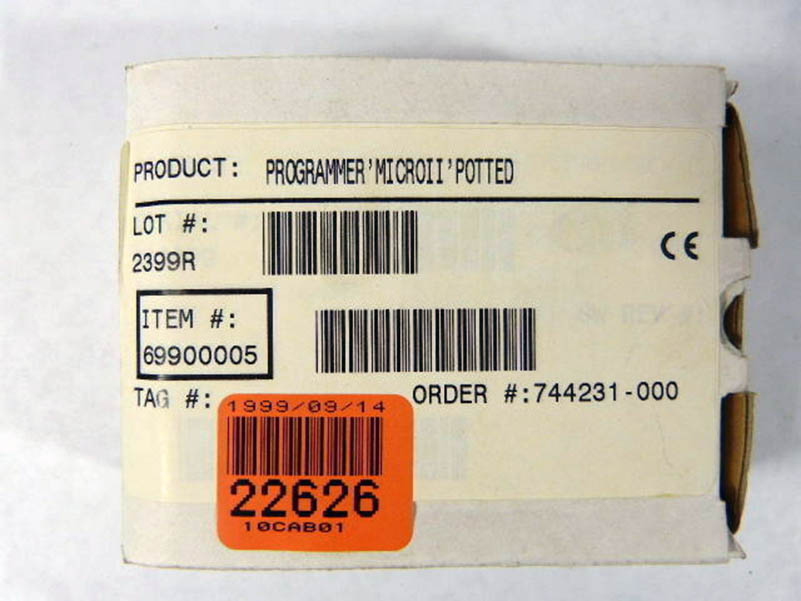 PRODUCT: PROGRAMMER'MICROII'POTTED
LOT #:
2399R
CE
ITEM #:
69900005
TAG #:
ORDER #:744231-000
1999/09/14
22626
10CAB01